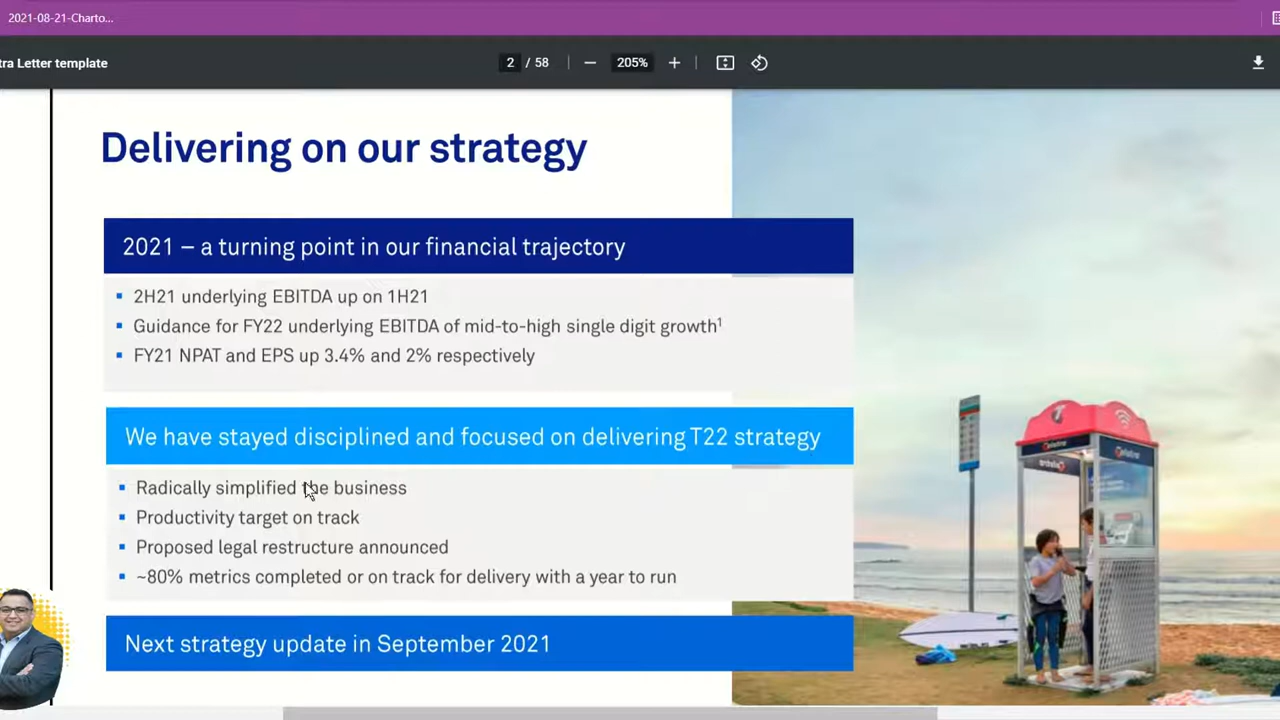 2021-08-21-Charto...
tra Letter template
2 / 58
205%
Delivering on our strategy
2021 – a turning point in our financial trajectory
2H21 underlying EBITDA up on 1H21
Guidance for FY22 underlying EBITDA of mid-to-high single digit growth¹
FY21 NPAT and EPS up 3.4% and 2% respectively
We have stayed disciplined and focused on delivering T22 strategy
Radically simplified the business
Productivity target on track
Proposed legal restructure announced
~80% metrics completed or on track for delivery with a year to run
Next strategy update in September 2021